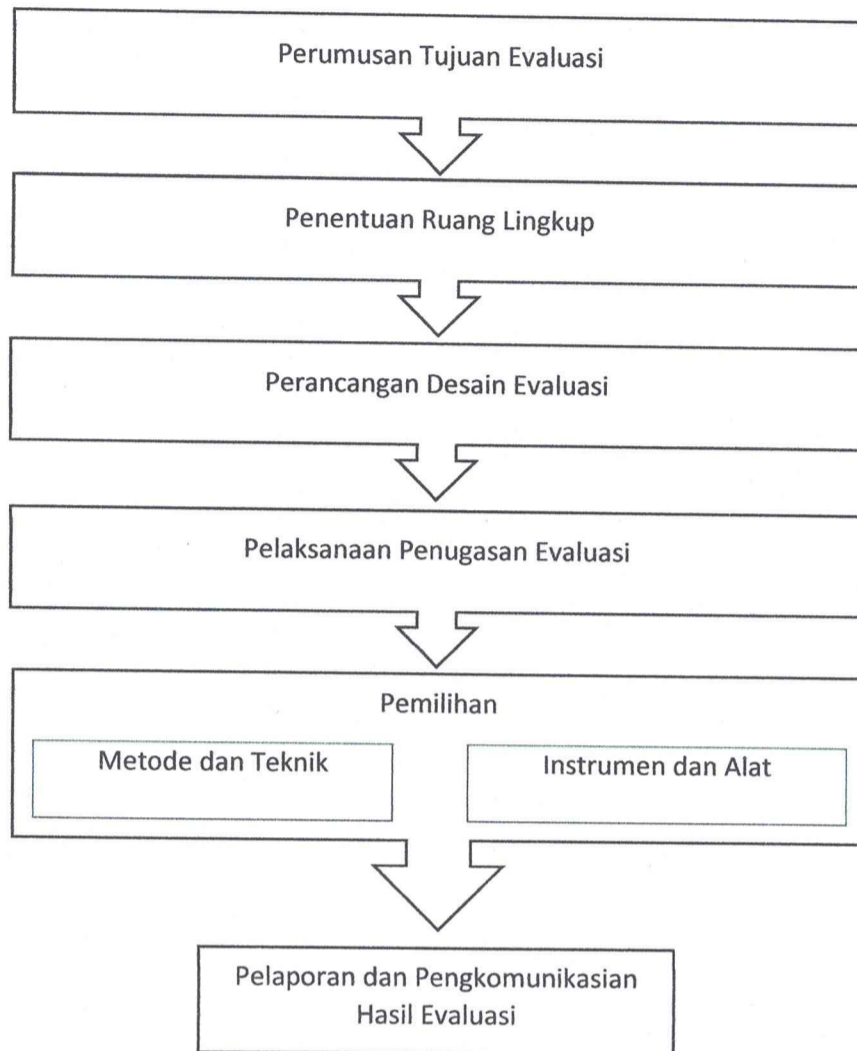 Perumusan Tujuan Evaluasi
Penentuan Ruang Lingkup
Perancangan Desain Evaluasi
Pelaksanaan Penugasan Evaluasi
Pemilihan
Metode dan Teknik
Instrumen dan Alat
Pelaporan dan Pengkomunikasian
Hasil Evaluasi